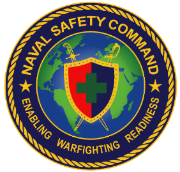 NAVAL SAFETY COMMAND
ENABLING WARFIGHTING READINESS